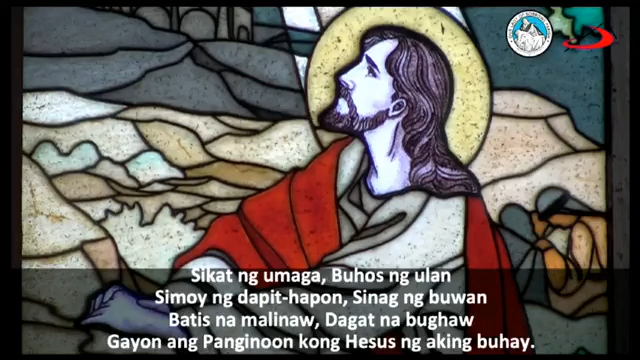 Sikat ng umaga, Buhos ng ulan
Simoy ng dapit-hapon, Sinag ng buwan
Batis na malinaw, Dagat na bughaw
Gayon ang Panginoon kong Hesus ng aking buhay.